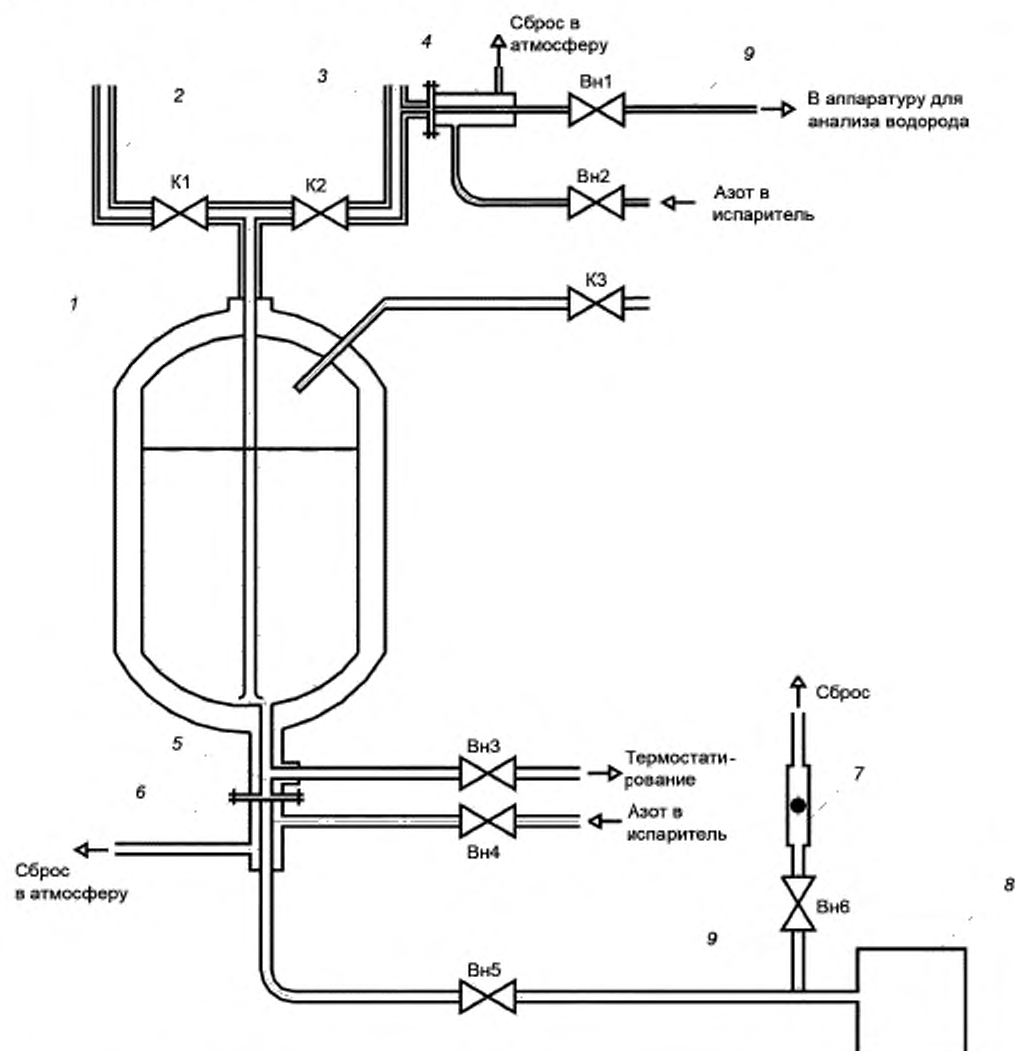 Сброс в
атмосферу
4
9
3
2
Вн1
В аппаратуру для
анализа водорода
К1
К2
Вн2
Азот в
испаритель
1
К3
Сброс
5
Вн3
Термостати-
рование
7
6
Азот в
испаритель
Вн4
Сброс
в атмосферу
8
Вн6
9
Вн5